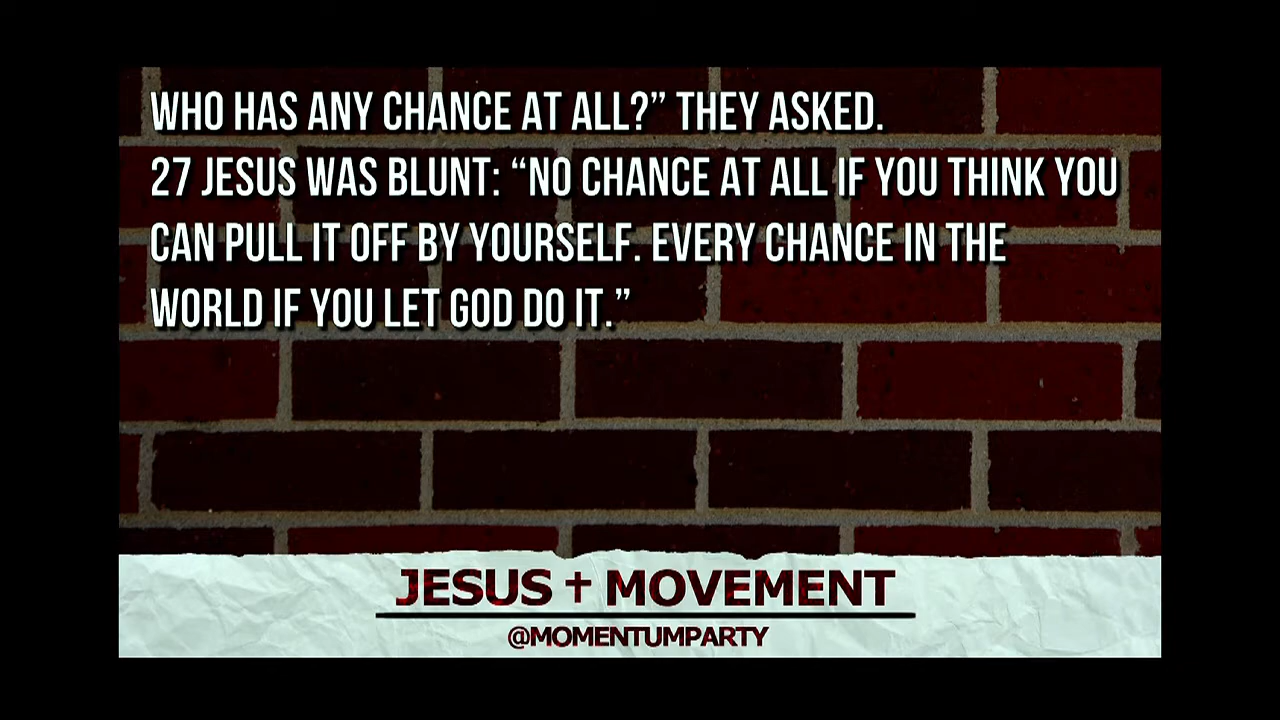 WHO HAS ANY CHANCE AT ALL?” THEY ASKED.
27 JESUS WAS BLUNT: “NO CHANCE AT ALL IF YOU THINK YOU
CAN PULL IT OFF BY YOURSELF. EVERY CHANCE IN THE
WORLD IF YOU LET GOD DO IT.”
JESUS † MOVEMENT
@MOMENTUMPARTY